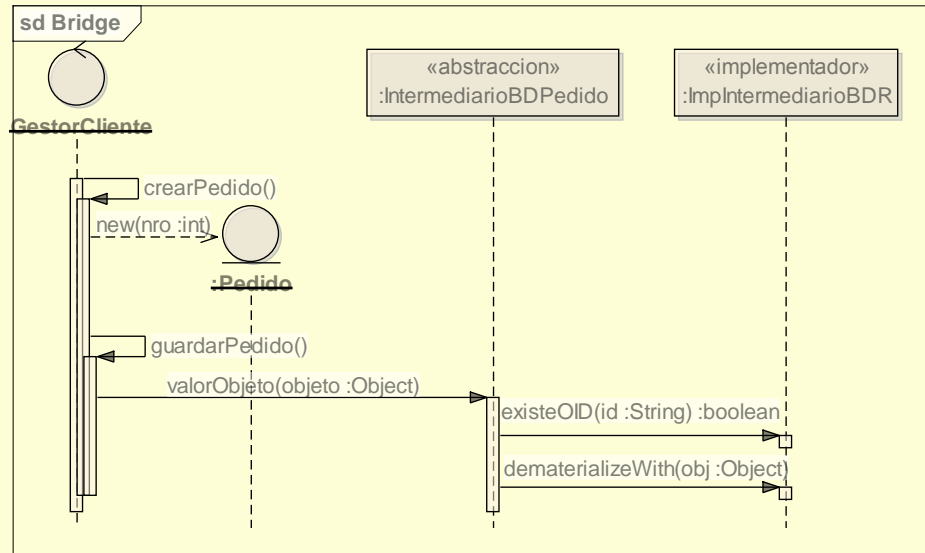 sd Bridge
GestorCliente
«abstraccion»
:IntermediarioBDPedido
«implementador»
:ImpIntermediarioBDR
crearPedido()
new(nro :int)
:Pedido
guardarPedido()
valorObjeto(objeto :Object)
existeOID(id :String) :boolean
dematerializeWith(obj :Object)